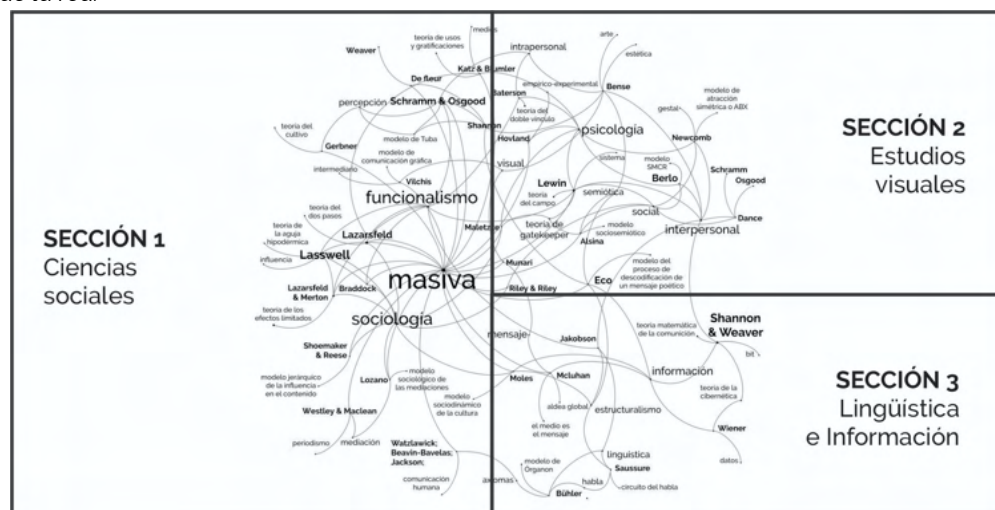 SECCIÓN 1
Ciencias
sociales
SECCIÓN 2
Estudios
visuales
SECCIÓN 3
Lingüística
e Información
Weaver
teoría de usos
y gratificaciones
medios
Katz & Blumler
De fleur
percepción
Schramm & Osgood
teoría del
cultivo
Gerbner
modelo de Tuba
Shannon
modelo de
comunicación gráfica
intermediario
Vilchis
funcionalismo
teoría del
dos pasos
teoría de
la aguja
hipodérmica
Lazarsfeld
Lasswell
influencia
Maletzke
masiva
Lazarsfeld
& Merton
Braddock
sociología
teoría de los
efectos limitados
Shoemaker
& Reese
modelo jerárquico
de la influencia
en el contenido
Lozano
modelo
sociológico de
las mediaciones
modelo
sociodinámico
de la cultura
Westley & Maclean
periodismo
mediación
Watzlawick;
Beavin-Bavelas;
Jackson;
comunicación
humana
axiomas
intrapersonal
arte
estética
empírico-experimental
Bense
Baterson
teoría del
doble vínculo
Hovland
psicología
gestal
modelo de
atracción
simétrica o ABX
Newcomb
visual
sistema
modelo
SMCR
Berlo
Schramm
Osgood
Lewin
semiótica
teoría
del campo
social
Dance
teoría de
gatekeeper
modelo
sociosemiótico
Alsina
interpersonal
Munari
modelo del
proceso de
descodificación de
un mensaje poético
Eco
Riley & Riley
mensaje
Jakobson
teoría matemática
de la comunición
Shannon
& Weaver
bit
Moles
Mcluhan
información
aldea global
estructuralismo
teoría de la
cibernética
el medio es
el mensaje
Wiener
datos
lingüística
modelo de
Organon
Saussure
habla
circuito del habla
Bühler